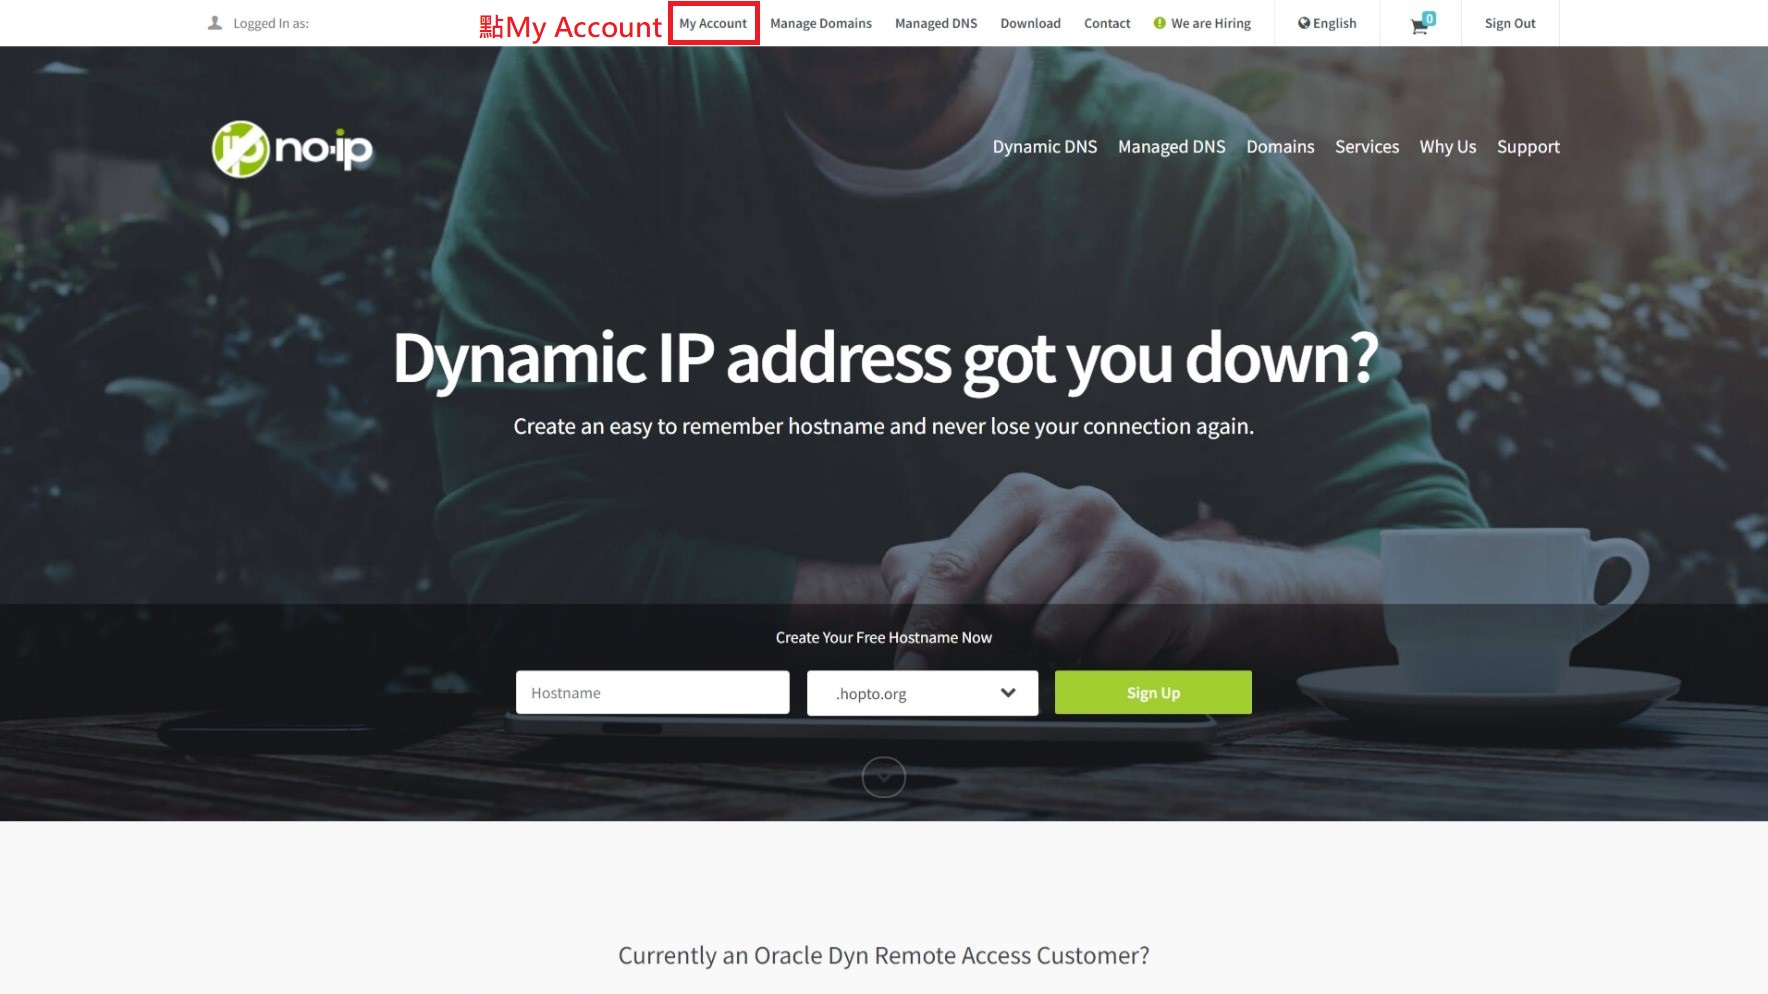 Logged In as:
點My Account
My Account
Manage Domains
Managed DNS
Download
Contact
We are Hiring
English
0
Sign Out
no-ip
Dynamic DNS
Managed DNS
Domains
Services
Why Us
Support
Dynamic IP address got you down?
Create an easy to remember hostname and never lose your connection again.
Create Your Free Hostname Now
Hostname
.hopto.org
Sign Up
Currently an Oracle Dyn Remote Access Customer?